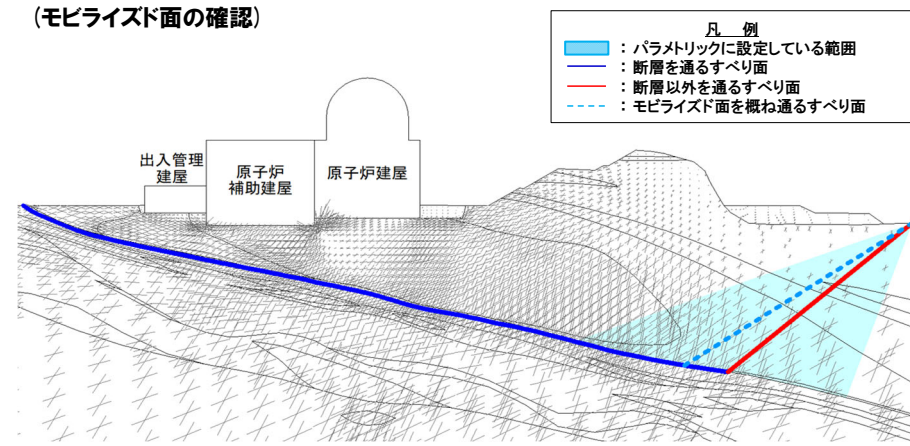 (モビライズド面の確認)
凡 例
: パラメトリックに設定している範囲
: 断層を通るすべり面
: 断層以外を通るすべり面
: モビライズド面を概ね通るすべり面
出入管理
建屋
原子炉
補助建屋
原子炉建屋